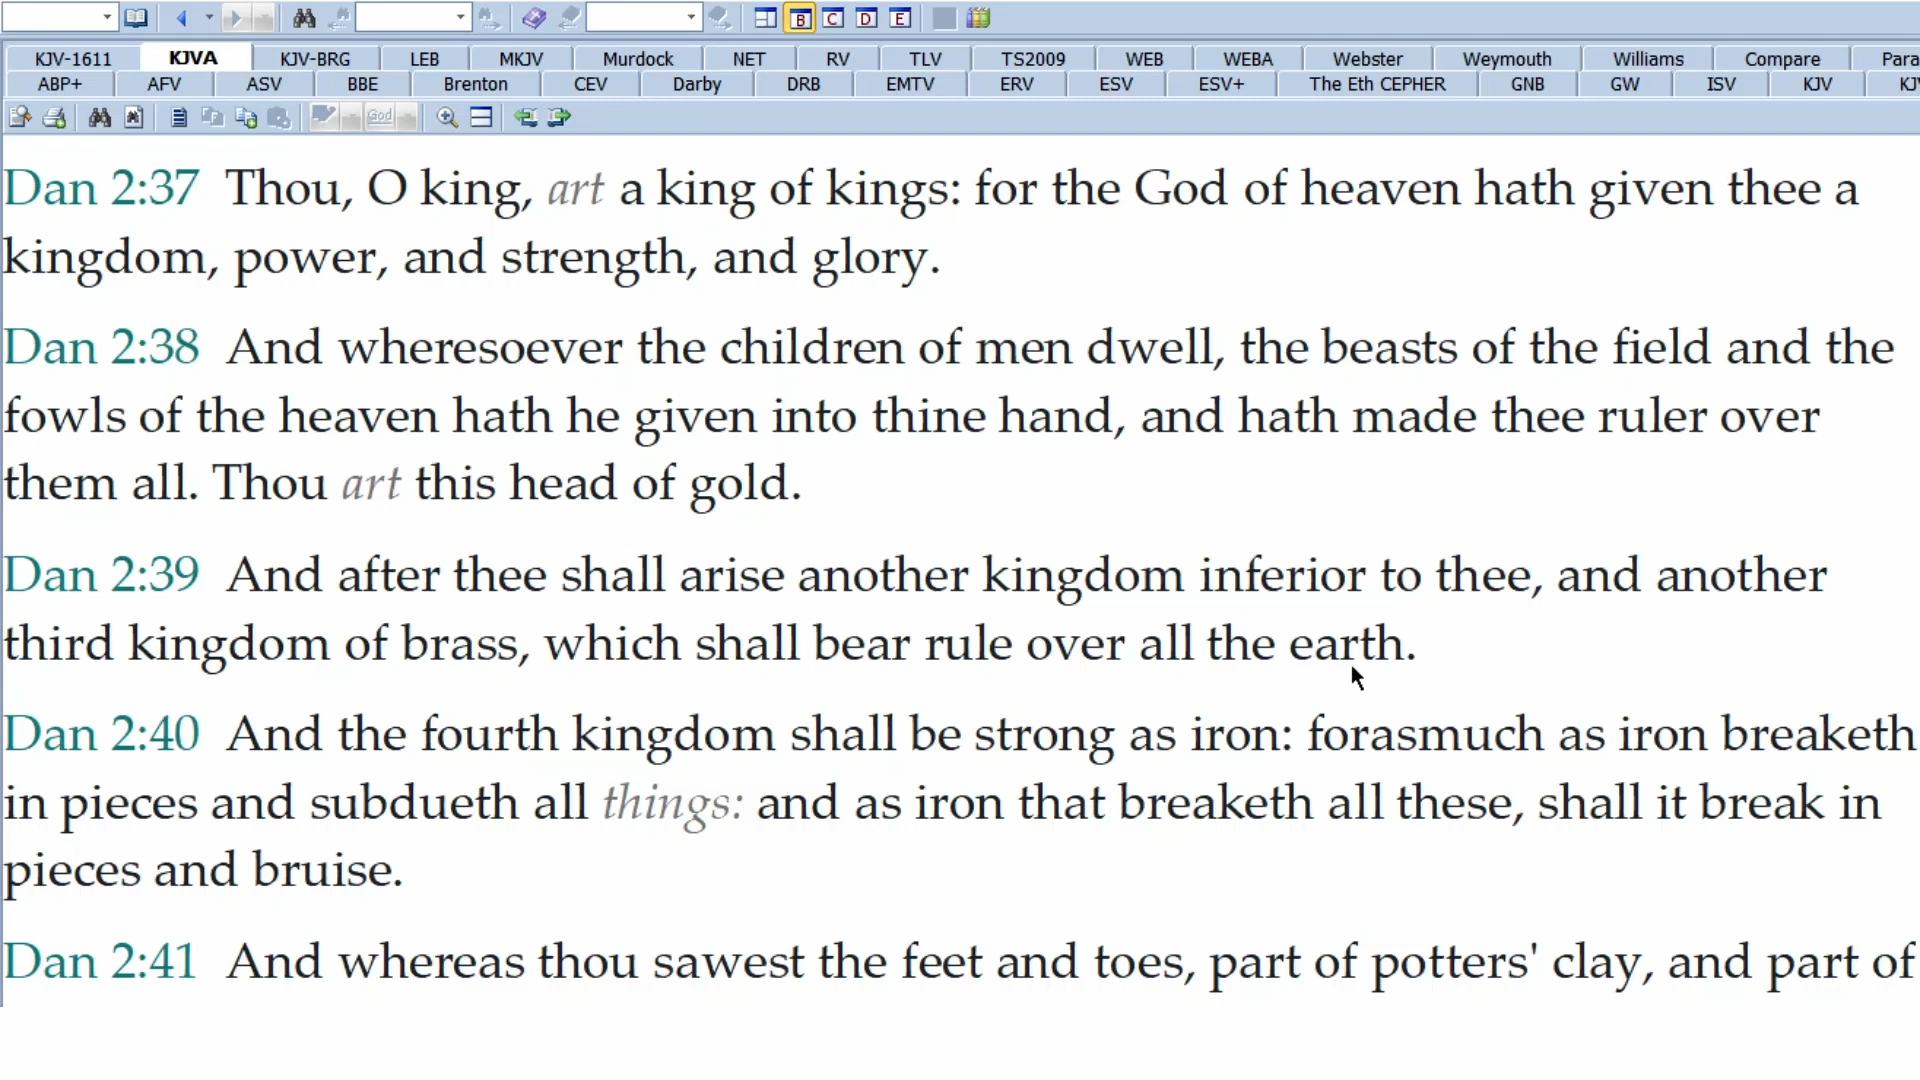 B C D E
KJV-1611 KJVA KJV-BRG LEB MKJV Murdock NET RV TLV TS2009 WEB WEBA Webster Weymouth Williams Compare Para
ABP+ AFV ASV BBE Brenton CEV Darby DRB EMTV ERV ESV ESV+ The Eth CEPHER GNB GW ISV KJV KJV
God
Dan 2:37 Thou, O king, art a king of kings: for the God of heaven hath given thee a
kingdom, power, and strength, and glory.
Dan 2:38 And wheresoever the children of men dwell, the beasts of the field and the
fowls of the heaven hath he given into thine hand, and hath made thee ruler over
them all. Thou art this head of gold.
Dan 2:39 And after thee shall arise another kingdom inferior to thee, and another
third kingdom of brass, which shall bear rule over all the earth.
Dan 2:40 And the fourth kingdom shall be strong as iron: forasmuch as iron breaketh
in pieces and subdueth all things: and as iron that breaketh all these, shall it break in
pieces and bruise.
Dan 2:41 And whereas thou sawest the feet and toes, part of potters' clay, and part of